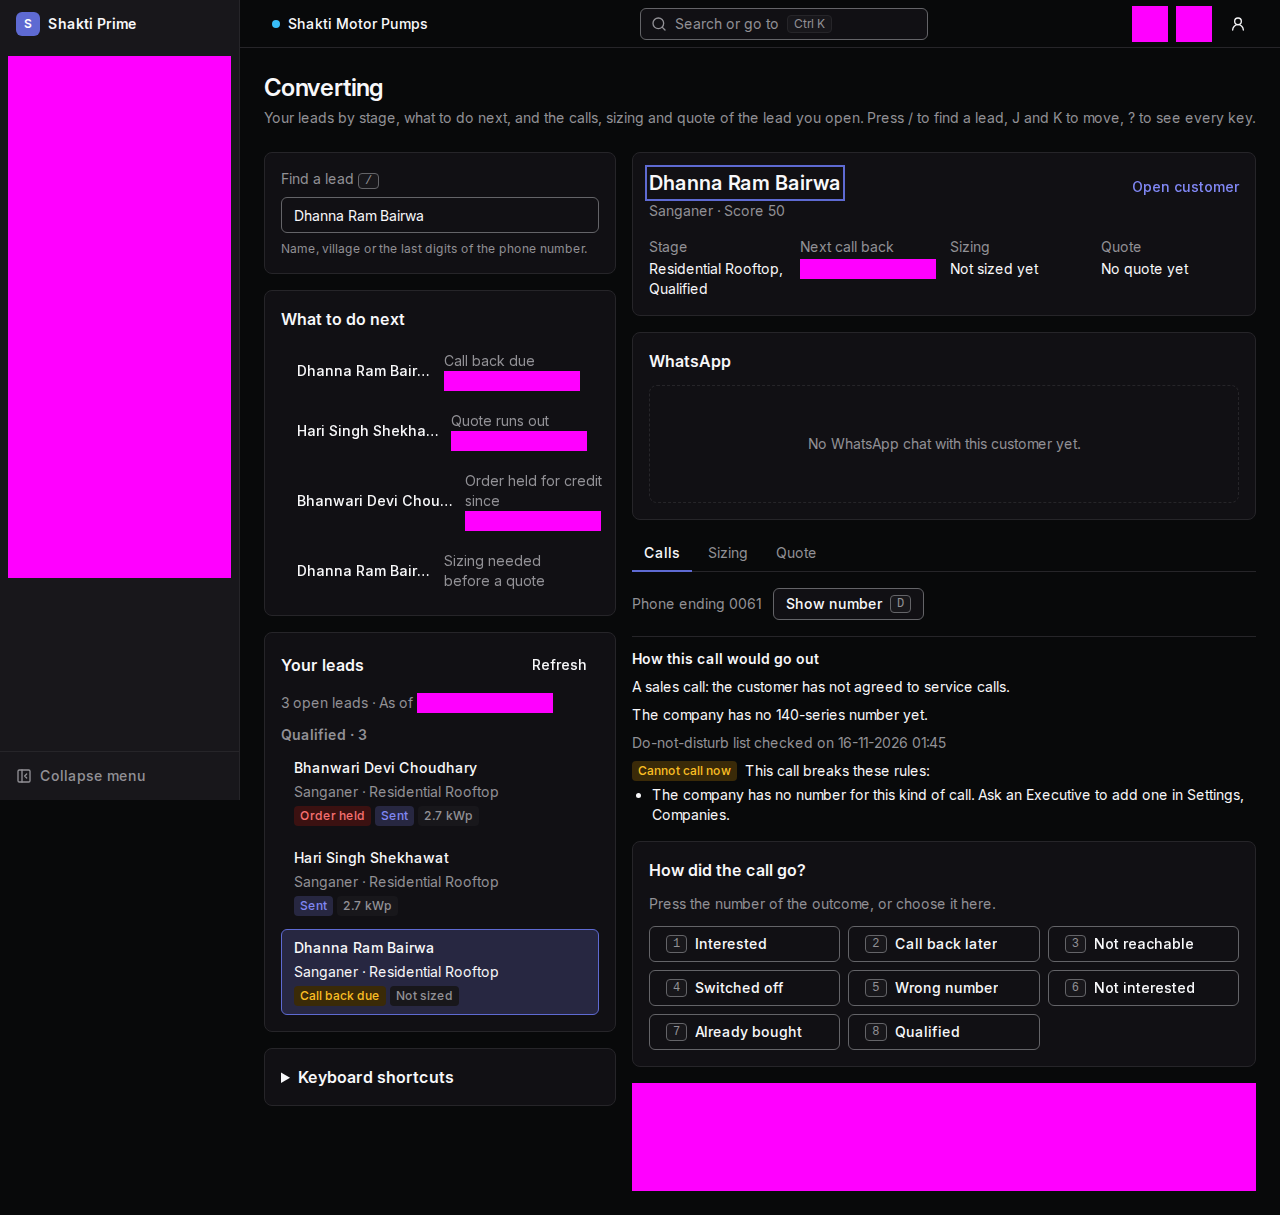 S Shakti Prime
Shakti Motor Pumps
Search or go to Ctrl K
Converting
Your leads by stage, what to do next, and the calls, sizing and quote of the lead you open. Press / to find a lead, J and K to move, ? to see every key.
Find a lead /
Dhanna Ram Bairwa
Name, village or the last digits of the phone number.
What to do next
Dhanna Ram Bair… Call back due
Hari Singh Shekha… Quote runs out
Bhanwari Devi Chou… Order held for credit
since
Dhanna Ram Bair… Sizing needed
before a quote
Your leads
Refresh
3 open leads · As of
Qualified · 3
Bhanwari Devi Choudhary
Sanganer · Residential Rooftop
Order held Sent 2.7 kWp
Hari Singh Shekhawat
Sanganer · Residential Rooftop
Sent 2.7 kWp
Dhanna Ram Bairwa
Sanganer · Residential Rooftop
Call back due Not sized
Keyboard shortcuts
Dhanna Ram Bairwa
Open customer
Sanganer · Score 50
Stage Next call back Sizing Quote
Residential Rooftop, Not sized yet No quote yet
Qualified
WhatsApp
No WhatsApp chat with this customer yet.
Calls Sizing Quote
Phone ending 0061 Show number D
How this call would go out
A sales call: the customer has not agreed to service calls.
The company has no 140-series number yet.
Do-not-disturb list checked on 16-11-2026 01:45
Cannot call now This call breaks these rules:
• The company has no number for this kind of call. Ask an Executive to add one in Settings,
Companies.
How did the call go?
Press the number of the outcome, or choose it here.
1 Interested 2 Call back later 3 Not reachable
4 Switched off 5 Wrong number 6 Not interested
7 Already bought 8 Qualified
Collapse menu